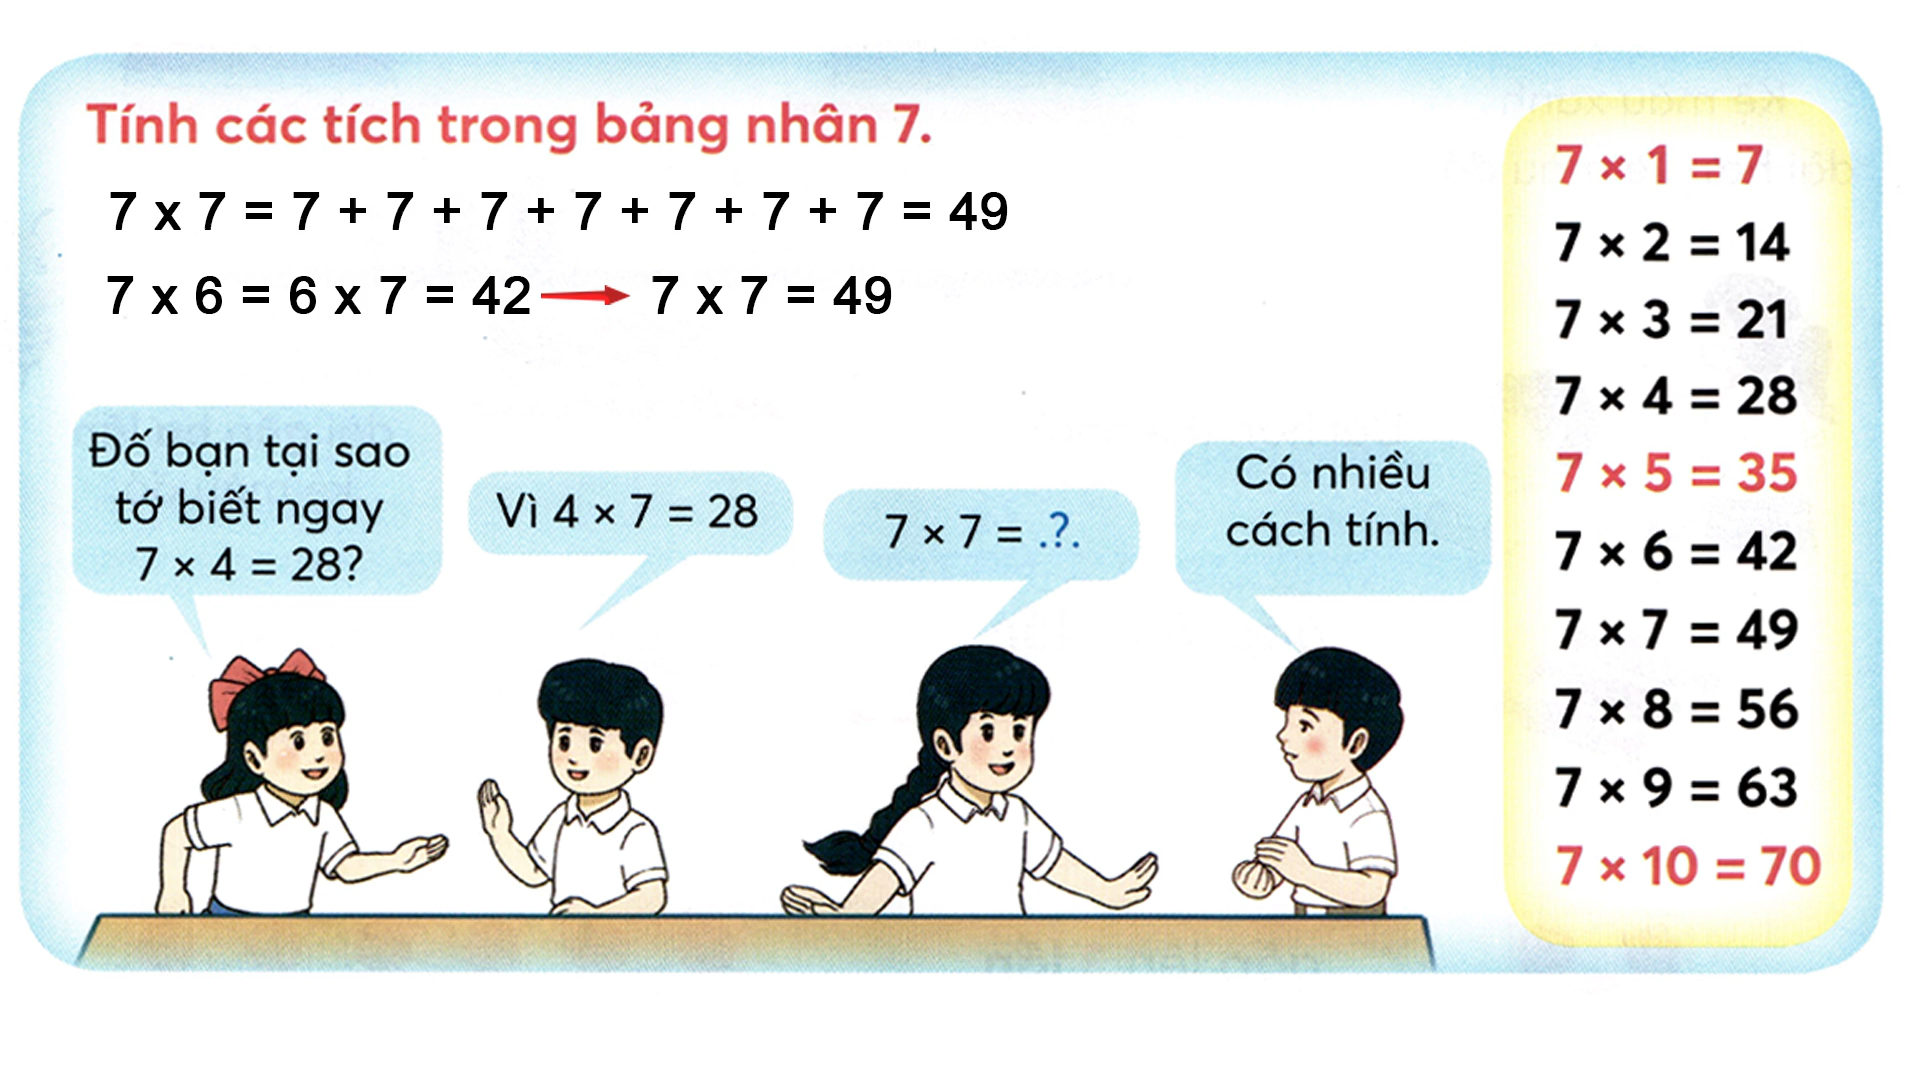 Tính các tích trong bảng nhân 7.
7 x 7 = 7 + 7 + 7 + 7 + 7 + 7 + 7 = 49
7 x 6 = 6 x 7 = 42 → 7 x 7 = 49
Đố bạn tại sao
tớ biết ngay
7 × 4 = 28?
Vì 4 × 7 = 28
7 × 7 = .?.
Có nhiều
cách tính.
7 × 1 = 7
7 × 2 = 14
7 × 3 = 21
7 × 4 = 28
7 × 5 = 35
7 × 6 = 42
7 × 7 = 49
7 × 8 = 56
7 × 9 = 63
7 × 10 = 70